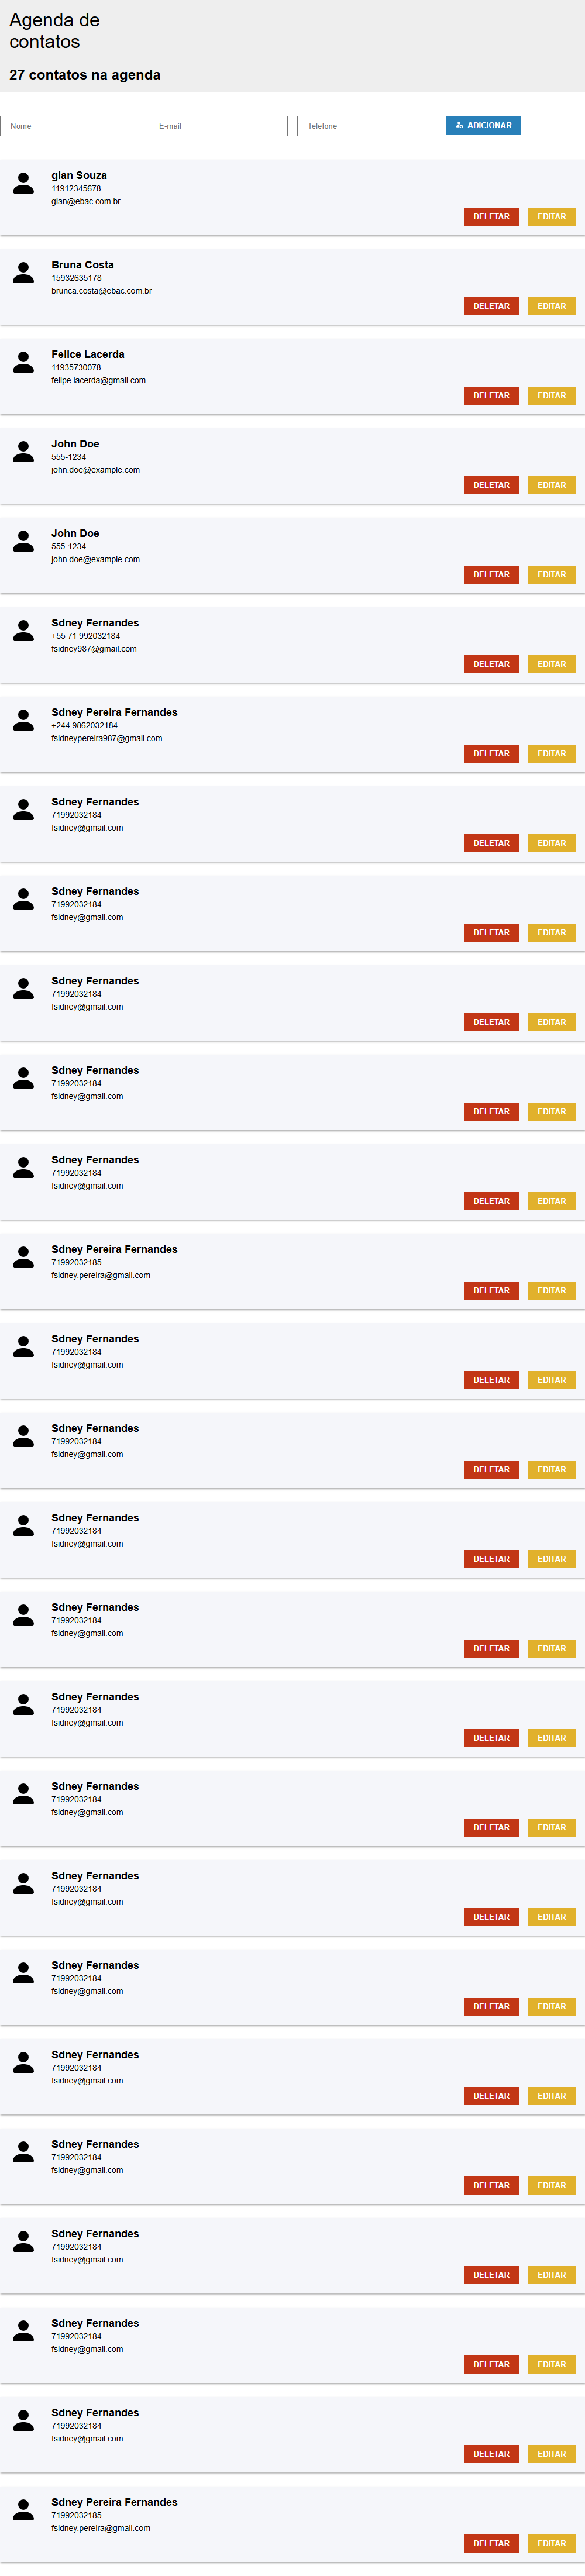 Agenda de
contatos
27 contatos na agenda
Nome E-mail Telefone ADICIONAR
gian Souza
11912345678
gian@ebac.com.br
DELETAR EDITAR
Bruna Costa
15932635178
brunca.costa@ebac.com.br
DELETAR EDITAR
Felice Lacerda
11935730078
felipe.lacerda@gmail.com
DELETAR EDITAR
John Doe
555-1234
john.doe@example.com
DELETAR EDITAR
John Doe
555-1234
john.doe@example.com
DELETAR EDITAR
Sdney Fernandes
+55 71 992032184
fsidney987@gmail.com
DELETAR EDITAR
Sdney Pereira Fernandes
+244 9862032184
fsidneypereira987@gmail.com
DELETAR EDITAR
Sdney Fernandes
71992032184
fsidney@gmail.com
DELETAR EDITAR
Sdney Fernandes
71992032184
fsidney@gmail.com
DELETAR EDITAR
Sdney Fernandes
71992032184
fsidney@gmail.com
DELETAR EDITAR
Sdney Fernandes
71992032184
fsidney@gmail.com
DELETAR EDITAR
Sdney Fernandes
71992032184
fsidney@gmail.com
DELETAR EDITAR
Sdney Pereira Fernandes
71992032185
fsidney.pereira@gmail.com
DELETAR EDITAR
Sdney Fernandes
71992032184
fsidney@gmail.com
DELETAR EDITAR
Sdney Fernandes
71992032184
fsidney@gmail.com
DELETAR EDITAR
Sdney Fernandes
71992032184
fsidney@gmail.com
DELETAR EDITAR
Sdney Fernandes
71992032184
fsidney@gmail.com
DELETAR EDITAR
Sdney Fernandes
71992032184
fsidney@gmail.com
DELETAR EDITAR
Sdney Fernandes
71992032184
fsidney@gmail.com
DELETAR EDITAR
Sdney Fernandes
71992032184
fsidney@gmail.com
DELETAR EDITAR
Sdney Fernandes
71992032184
fsidney@gmail.com
DELETAR EDITAR
Sdney Fernandes
71992032184
fsidney@gmail.com
DELETAR EDITAR
Sdney Fernandes
71992032184
fsidney@gmail.com
DELETAR EDITAR
Sdney Fernandes
71992032184
fsidney@gmail.com
DELETAR EDITAR
Sdney Fernandes
71992032184
fsidney@gmail.com
DELETAR EDITAR
Sdney Fernandes
71992032184
fsidney@gmail.com
DELETAR EDITAR
Sdney Pereira Fernandes
71992032185
fsidney.pereira@gmail.com
DELETAR EDITAR